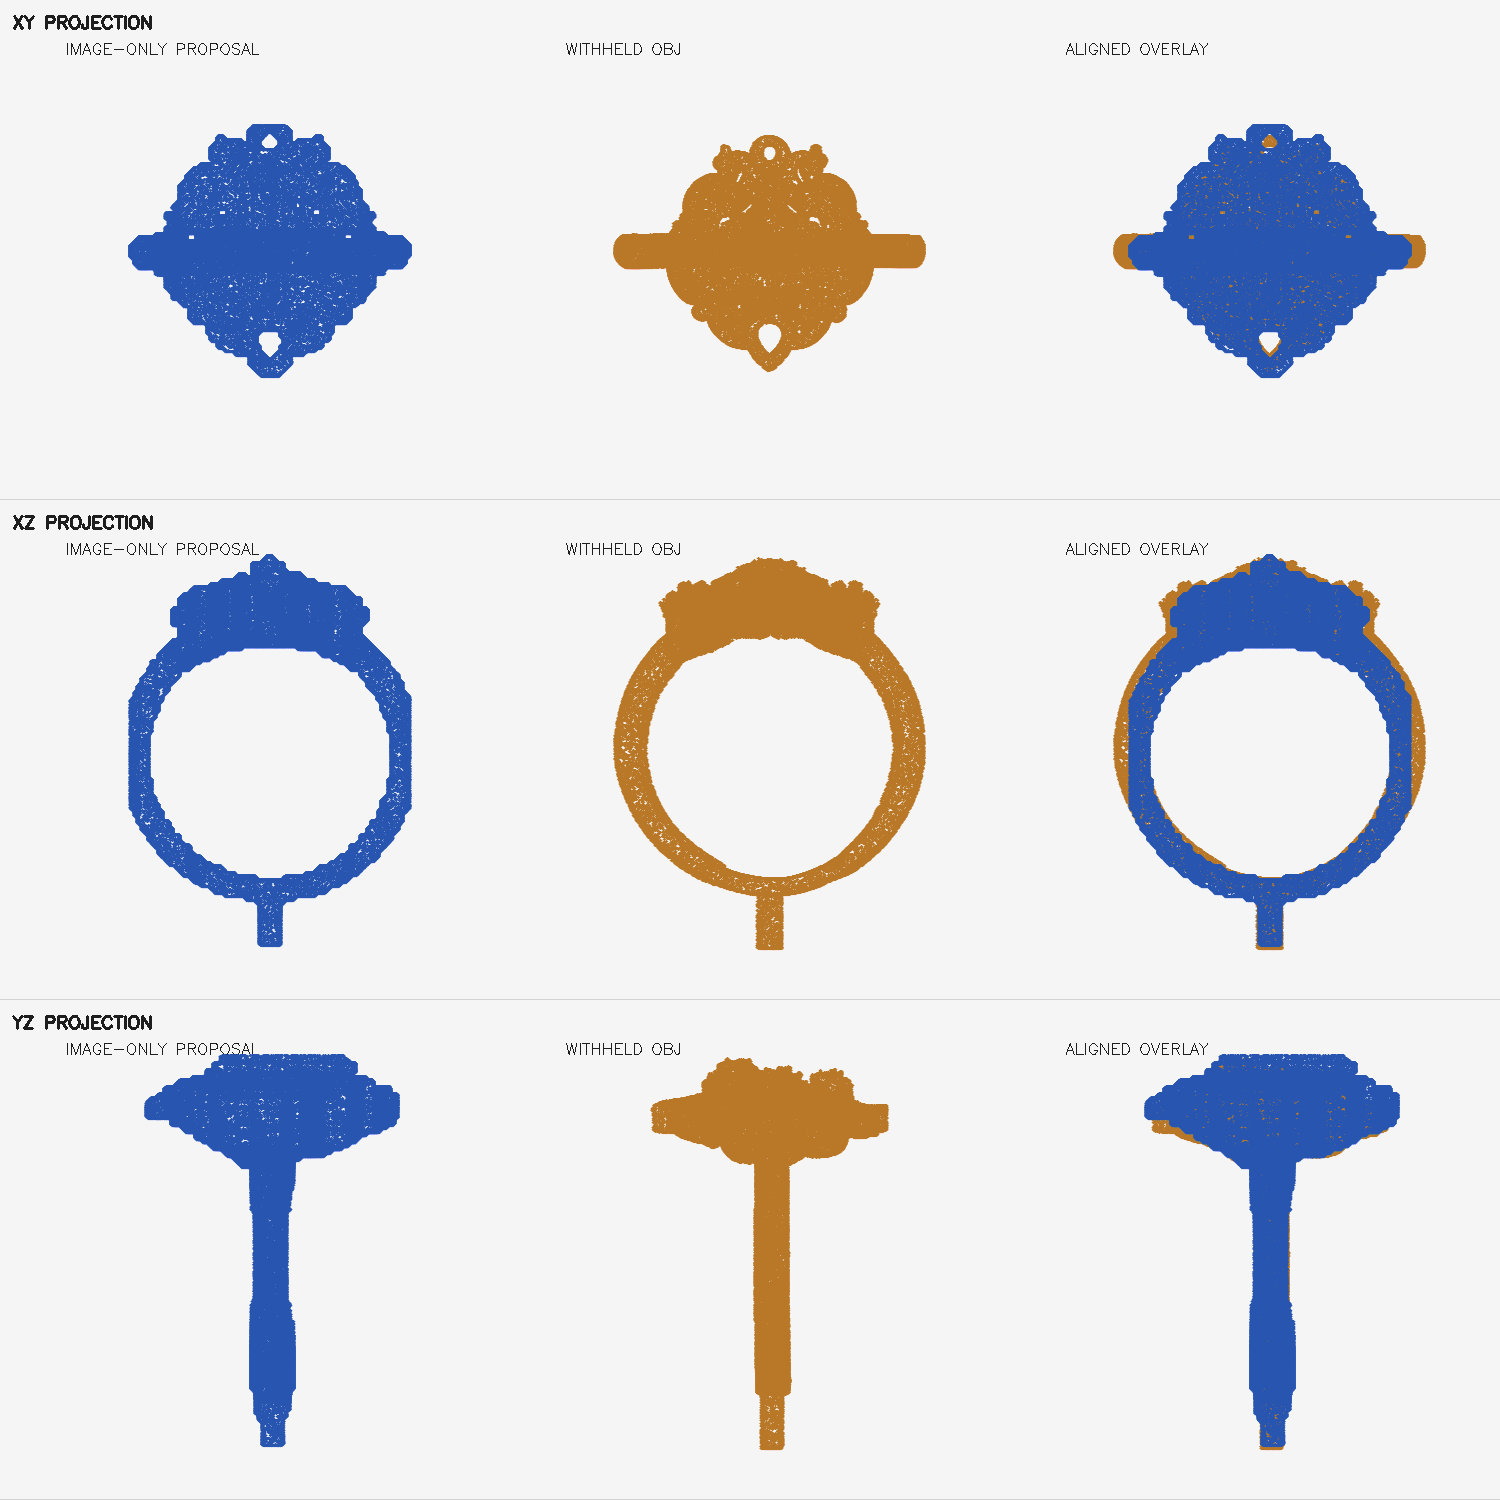 XY PROJECTION
IMAGE-ONLY PROPOSAL WITHHELD OBJ ALIGNED OVERLAY
XZ PROJECTION
IMAGE-ONLY PROPOSAL WITHHELD OBJ ALIGNED OVERLAY
YZ PROJECTION
IMAGE-ONLY PROPOSAL WITHHELD OBJ ALIGNED OVERLAY